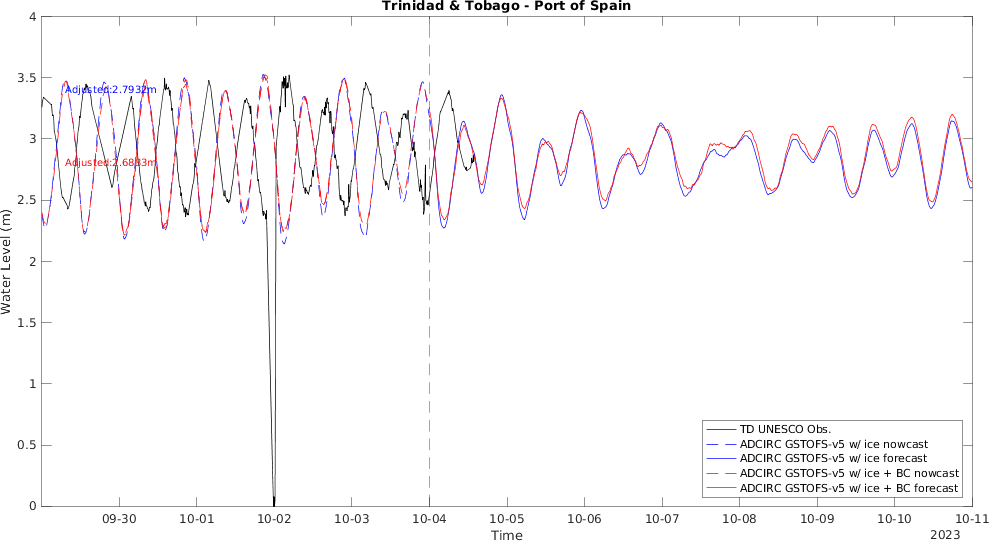 Trinidad & Tobago - Port of Spain
4
3.5
3
2.5
2
1.5
1
0.5
0
Water Level (m)
Adjusted:2.7932m
Adjusted:2.6833m
TD UNESCO Obs.
ADCIRC GSTOFS-v5 w/ ice nowcast
ADCIRC GSTOFS-v5 w/ ice forecast
ADCIRC GSTOFS-v5 w/ ice + BC nowcast
ADCIRC GSTOFS-v5 w/ ice + BC forecast
09-30 10-01 10-02 10-03 10-04 10-05 10-06 10-07 10-08 10-09 10-10 10-11
Time
2023